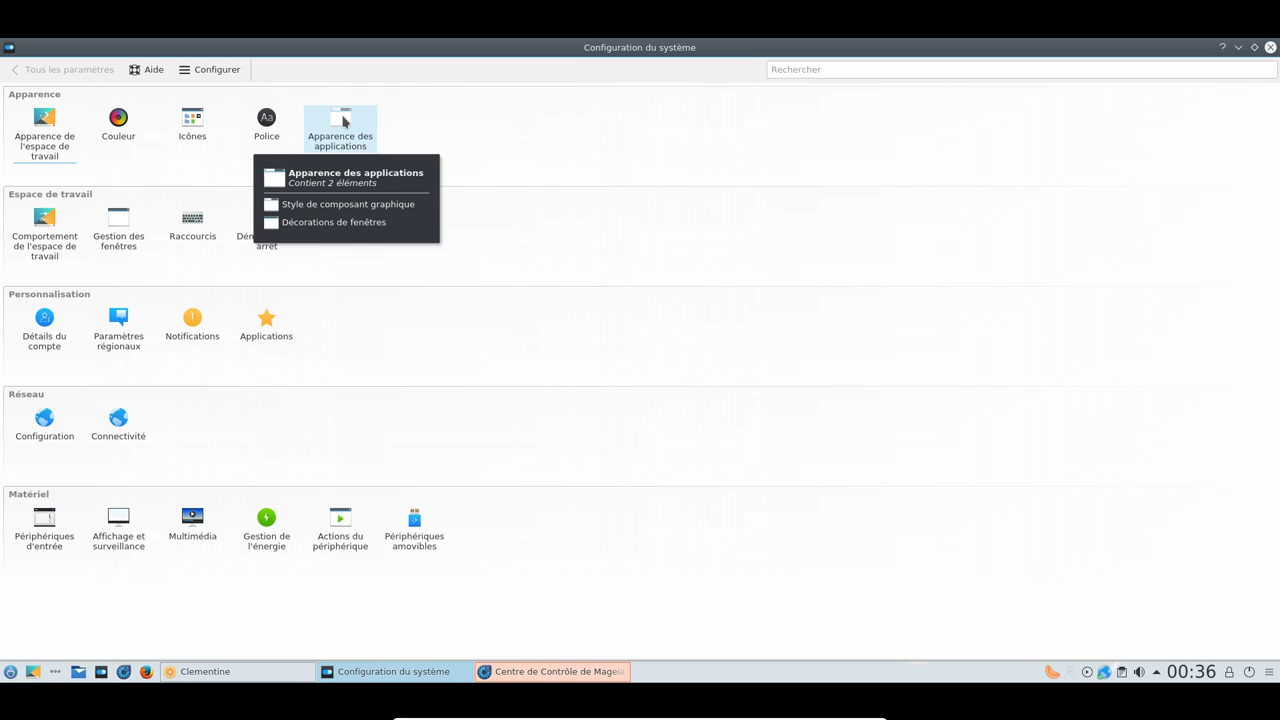 Configuration du système
Tous les paramètres
Aide
Configurer
Rechercher
Apparence
Apparence de
l'espace de
travail
Couleur
Icônes
Police
Apparence des
applications
Apparence des applications
Contient 2 éléments
Style de composant graphique
Décorations de fenêtres
Espace de travail
Comportement
de l'espace de
travail
Gestion des
fenêtres
Raccourcis
arrêt
Personnalisation
Détails du
compte
Paramètres
régionaux
Notifications
Applications
Réseau
Configuration
Connectivité
Matériel
Périphériques
d'entrée
Affichage et
surveillance
Multimédia
Gestion de
l'énergie
Actions du
périphérique
Périphériques
amovibles
Clementine
Configuration du système
Centre de Contrôle de Mageia
00:36